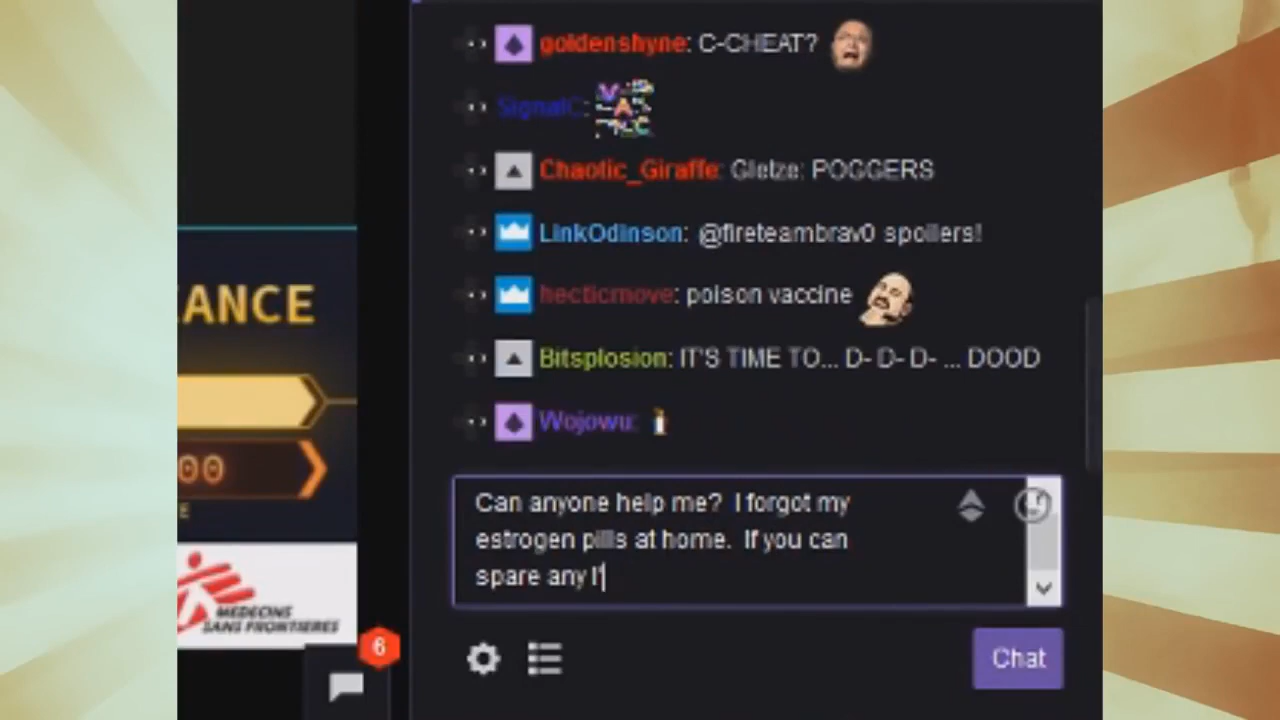 goldenshyne: C-CHEAT?
SignalC:
Chaotic_Giraffe: Gletze: POGGERS
LinkOdinson: @fireteambrav0 spoilers!
hecticmove: poison vaccine
Bitsplosion: IT'S TIME TO... D- D- D- ... DOOD
Wojowu:
Can anyone help me?  I forgot my
estrogen pills at home.  If you can
spare any I'
Chat
ANCE
00
E
MEDECINS
SANS FRONTIERES
6